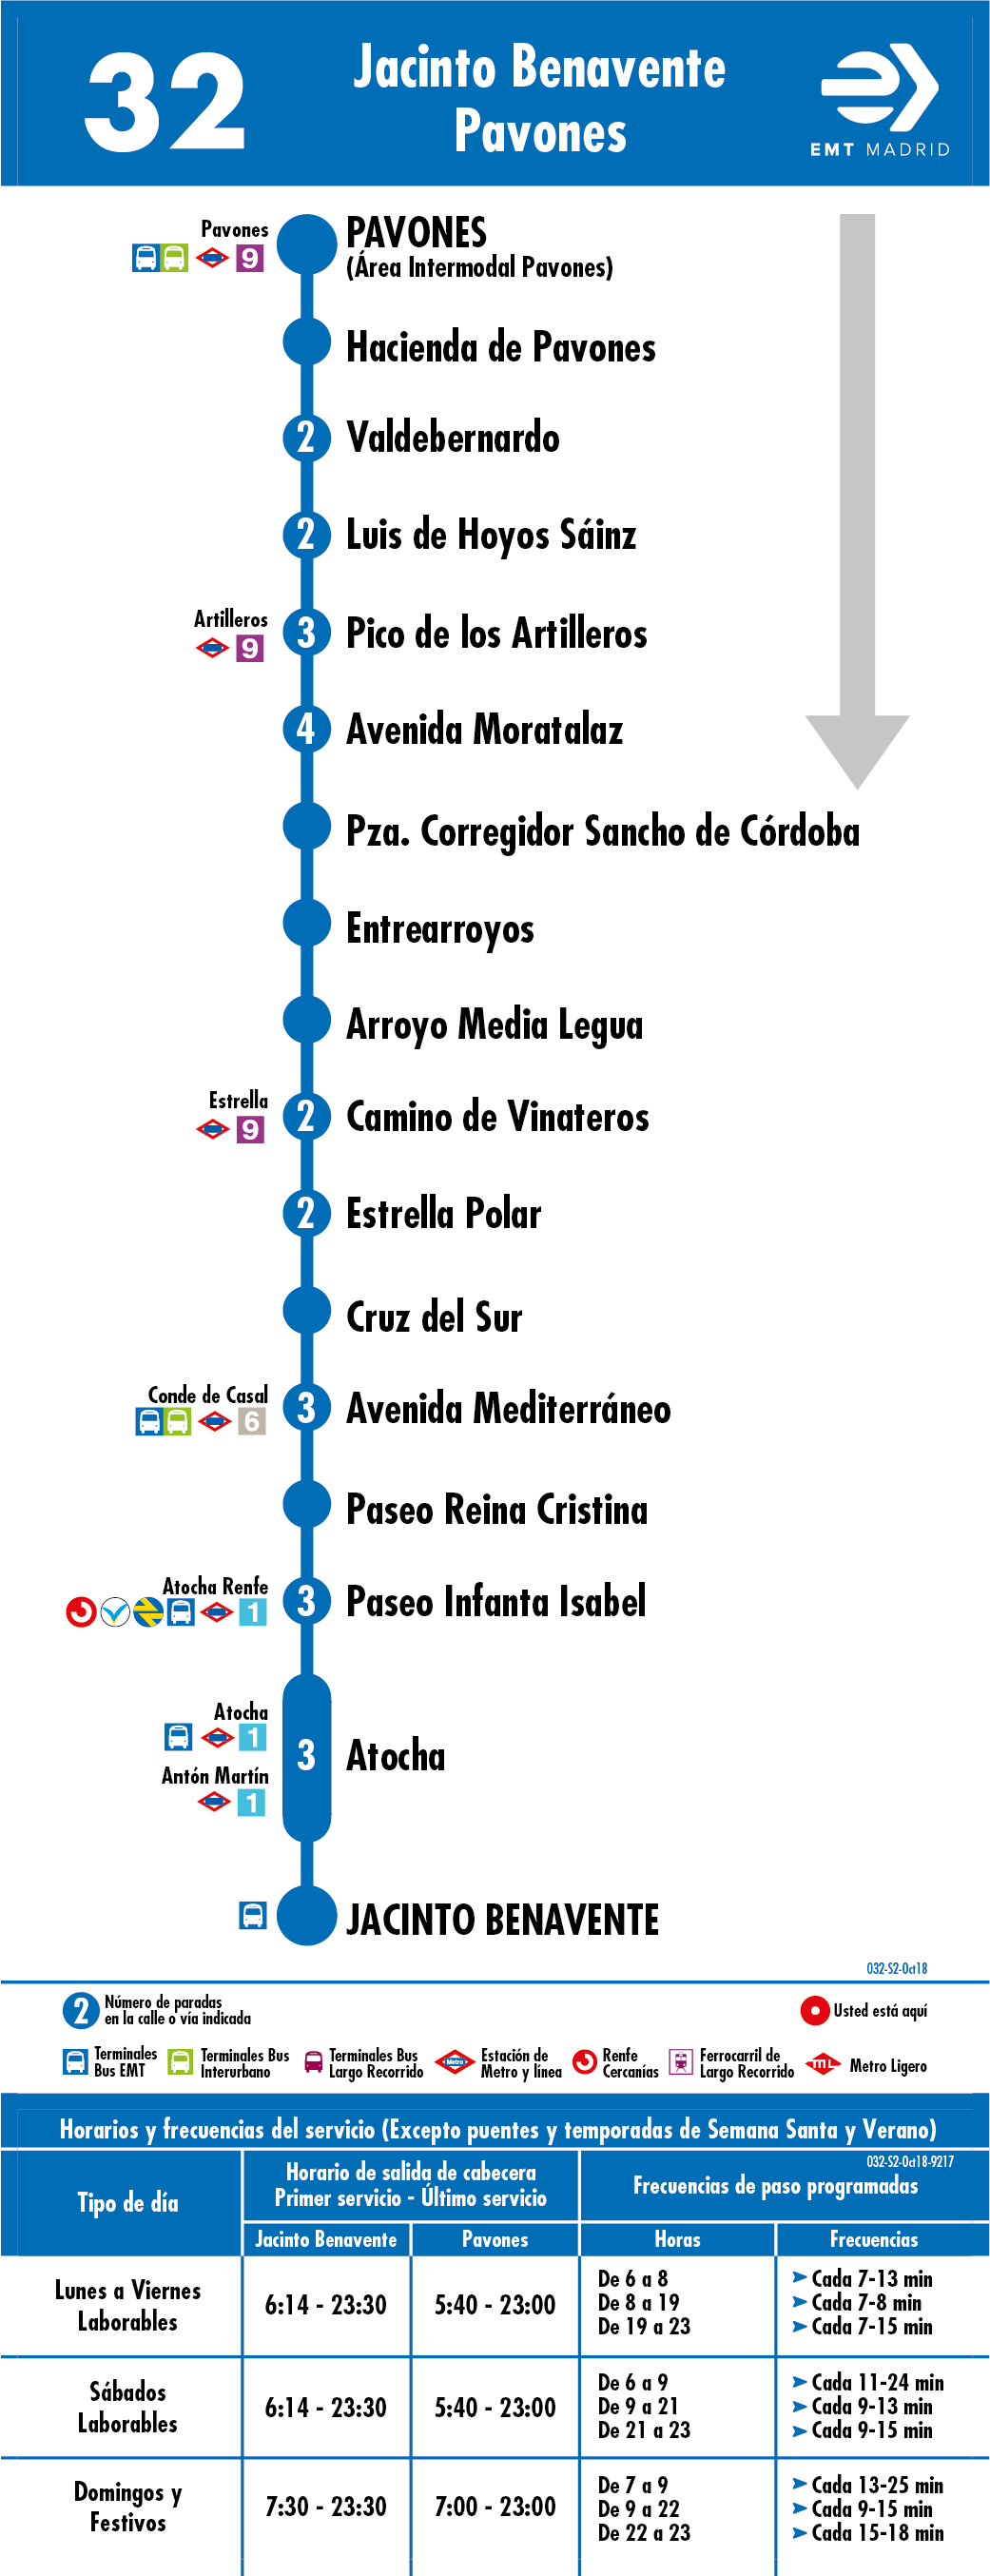 32
Jacinto Benavente
Pavones
EMT MADRID
Pavones
9
PAVONES
(Área Intermodal Pavones)
Hacienda de Pavones
2 Valdebernardo
2 Luis de Hoyos Sáinz
Artilleros
9
3 Pico de los Artilleros
4 Avenida Moratalaz
Pza. Corregidor Sancho de Córdoba
Entrearroyos
Arroyo Media Legua
Estrella
9
2 Camino de Vinateros
2 Estrella Polar
Cruz del Sur
Conde de Casal
6
3 Avenida Mediterráneo
Paseo Reina Cristina
Atocha Renfe
1
3 Paseo Infanta Isabel
Atocha
1
Antón Martín
1
3 Atocha
JACINTO BENAVENTE
032-S2-Oct18
2 Número de paradas
en la calle o vía indicada
Usted está aquí
Terminales
Bus EMT
Terminales Bus
Interurbano
Terminales Bus
Largo Recorrido
Metro
Estación de
Metro y línea
Renfe
Cercanías
Ferrocarril de
Largo Recorrido
ML
Metro Ligero
Horarios y frecuencias del servicio (Excepto puentes y temporadas de Semana Santa y Verano)
032-S2-Oct18-9217
Tipo de día
Horario de salida de cabecera
Primer servicio - Último servicio
Frecuencias de paso programadas
Jacinto Benavente Pavones Horas Frecuencias
Lunes a Viernes
Laborables
6:14 - 23:30 5:40 - 23:00
De 6 a 8 Cada 7-13 min
De 8 a 19 Cada 7-8 min
De 19 a 23 Cada 7-15 min
Sábados
Laborables
6:14 - 23:30 5:40 - 23:00
De 6 a 9 Cada 11-24 min
De 9 a 21 Cada 9-13 min
De 21 a 23 Cada 9-15 min
Domingos y
Festivos
7:30 - 23:30 7:00 - 23:00
De 7 a 9 Cada 13-25 min
De 9 a 22 Cada 9-15 min
De 22 a 23 Cada 15-18 min